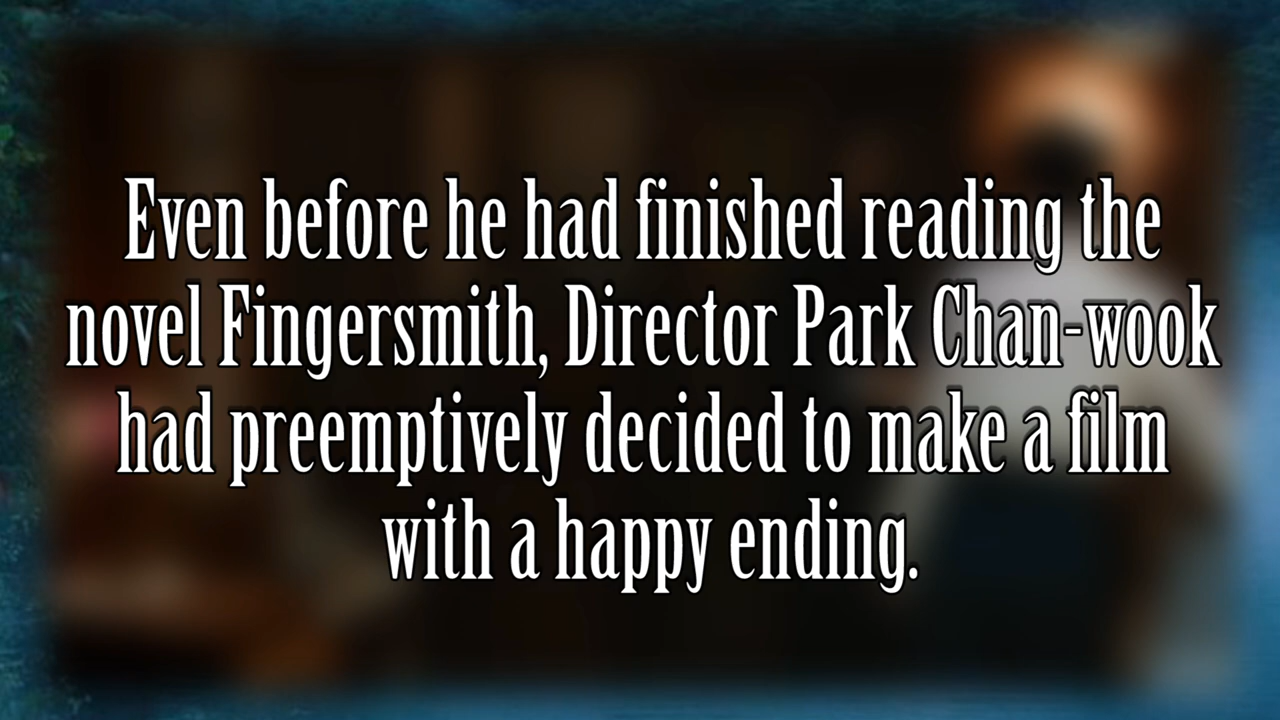 Even before he had finished reading the
novel Fingersmith, Director Park Chan-wook
had preemptively decided to make a film
with a happy ending.